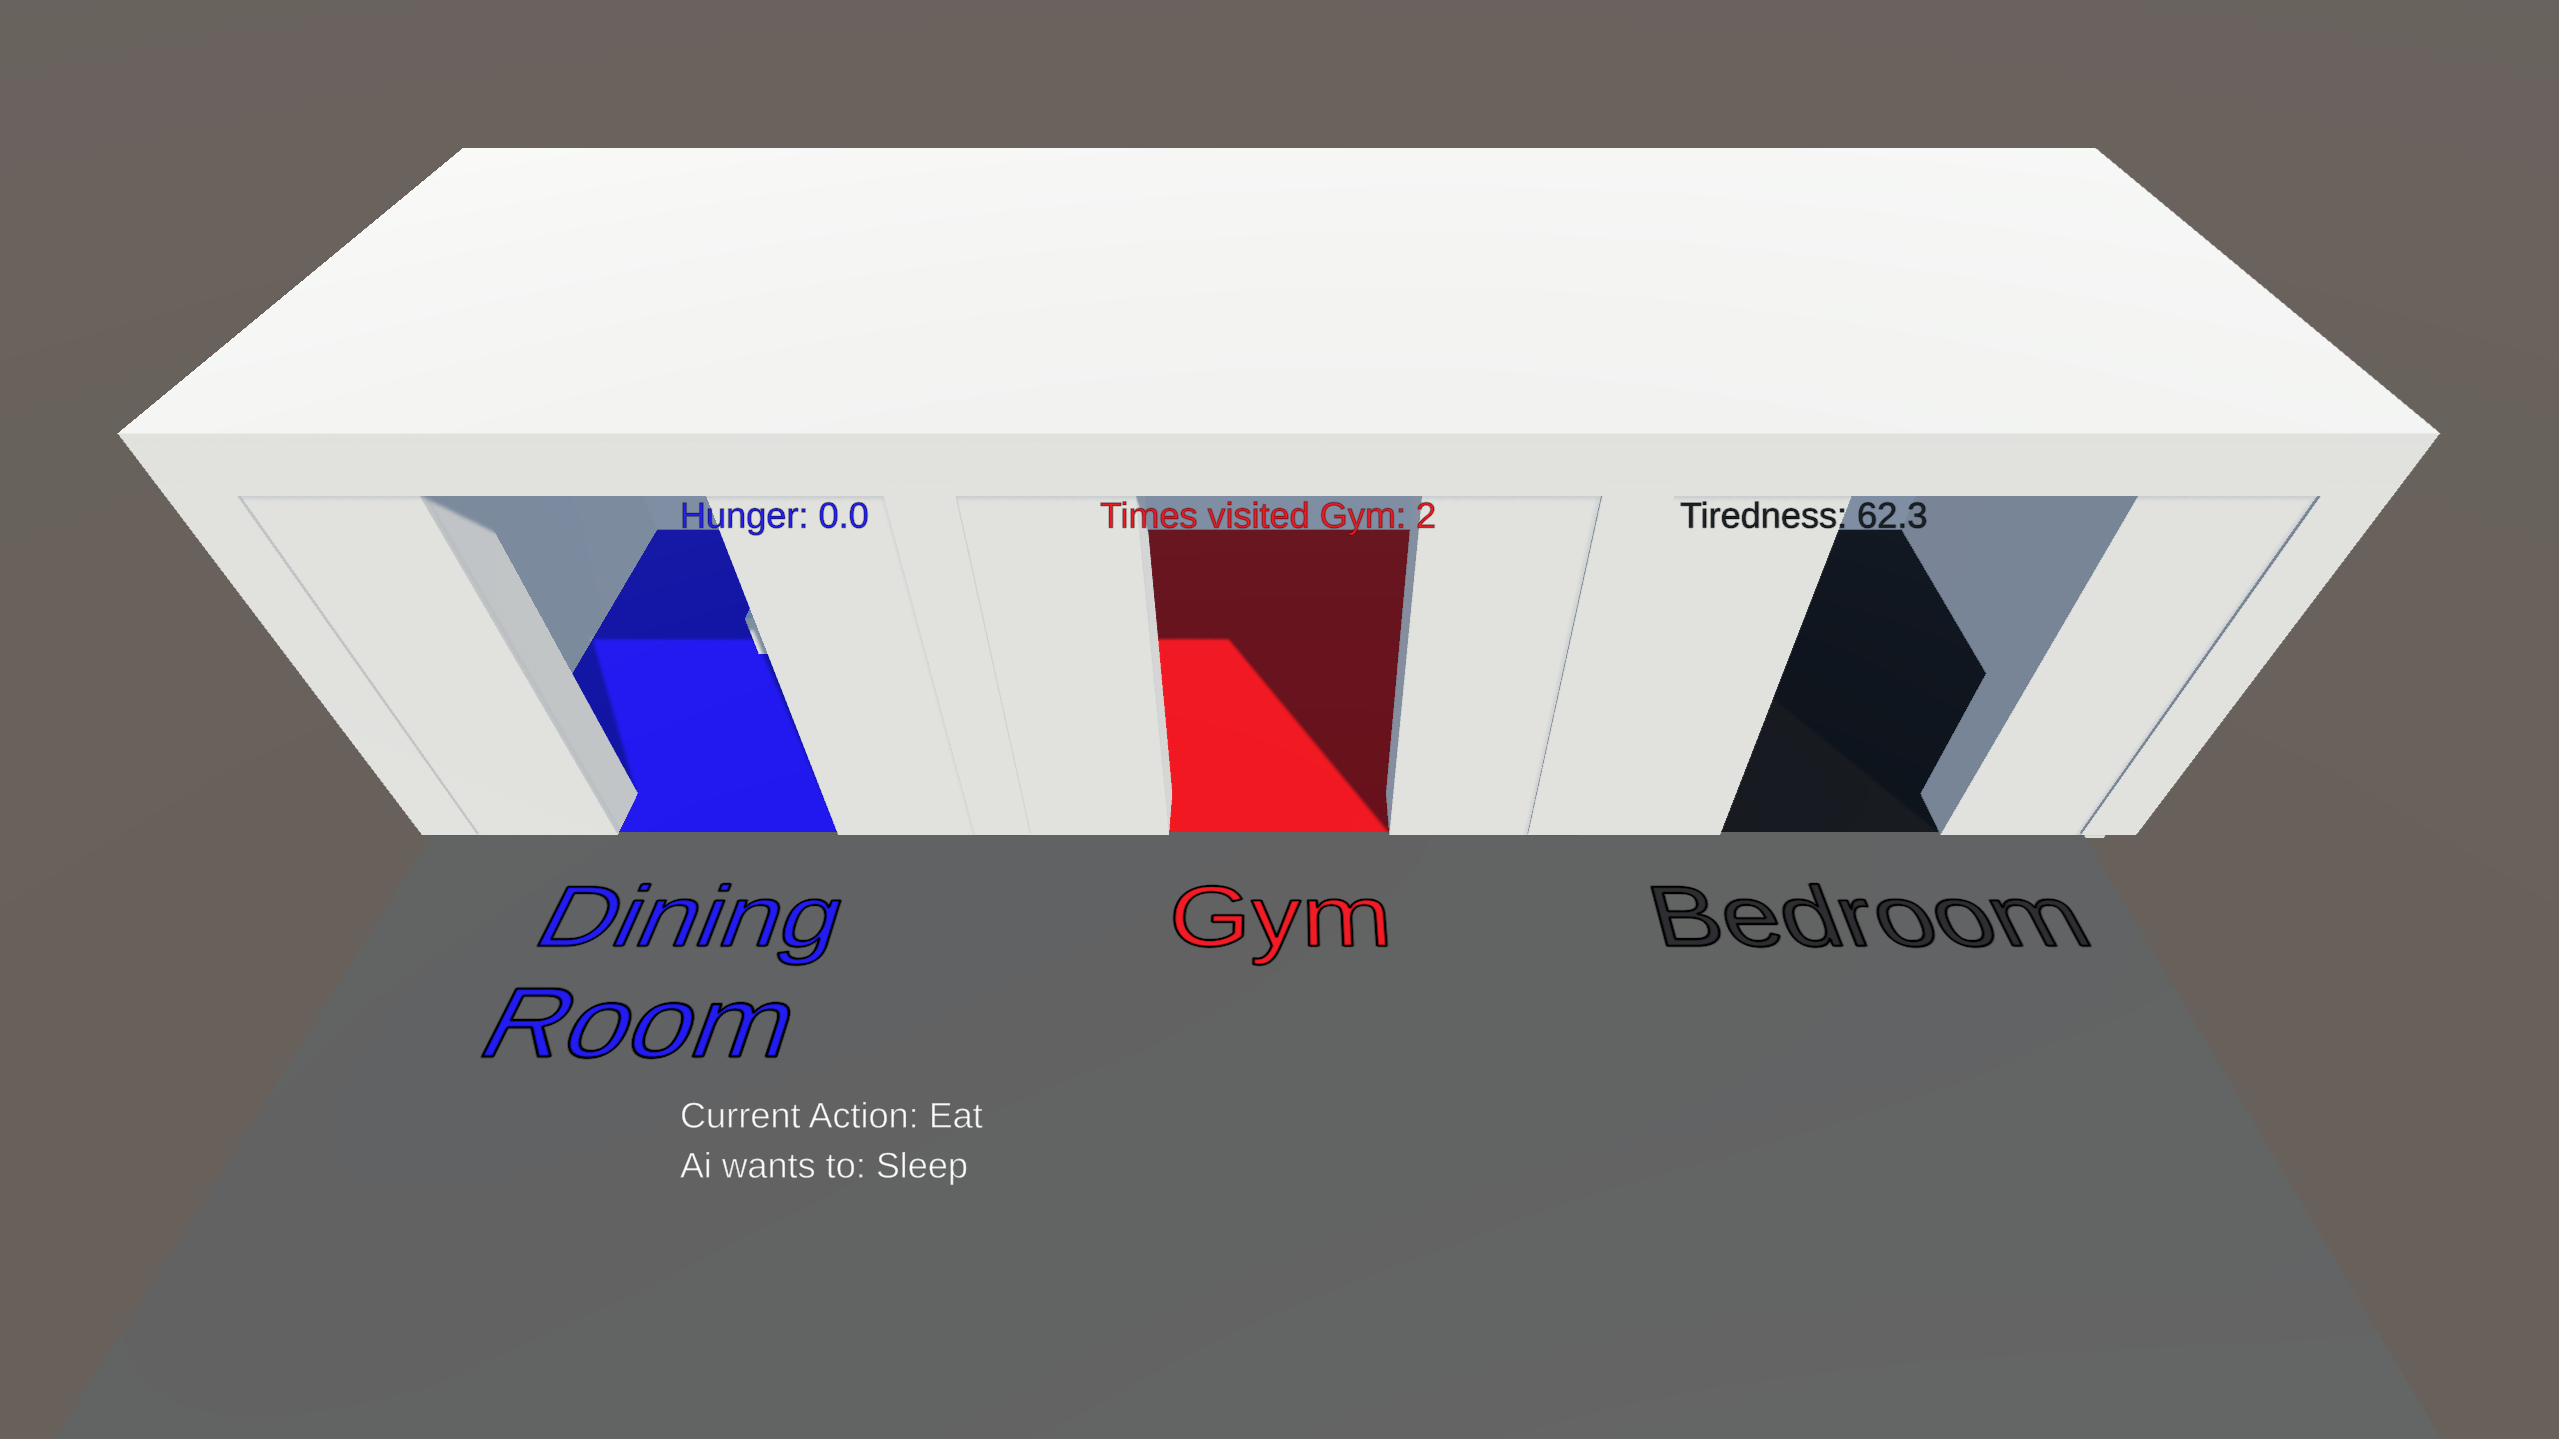 Hunger: 0.0
Times visited Gym: 2
Tiredness: 62.3
Dining
Room
Gym
Bedroom
Current Action: Eat
Ai wants to: Sleep